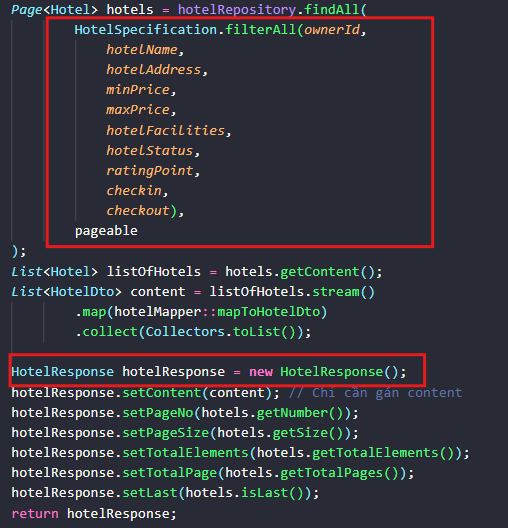 Page<Hotel> hotels = hotelRepository.findAll(
HotelSpecification.filterAll(ownerId,
hotelName,
hotelAddress,
minPrice,
maxPrice,
hotelFacilities,
hotelStatus,
ratingPoint,
checkin,
checkout),
pageable
);
List<Hotel> listOfHotels = hotels.getContent();
List<HotelDto> content = listOfHotels.stream()
.map(hotelMapper::mapToHotelDto)
.collect(Collectors.toList());
HotelResponse hotelResponse = new HotelResponse();
hotelResponse.setContent(content); // Chỉ cần gán content
hotelResponse.setPageNo(hotels.getNumber());
hotelResponse.setPageSize(hotels.getSize());
hotelResponse.setTotalElements(hotels.getTotalElements());
hotelResponse.setTotalPage(hotels.getTotalPages());
hotelResponse.setLast(hotels.isLast());
return hotelResponse;